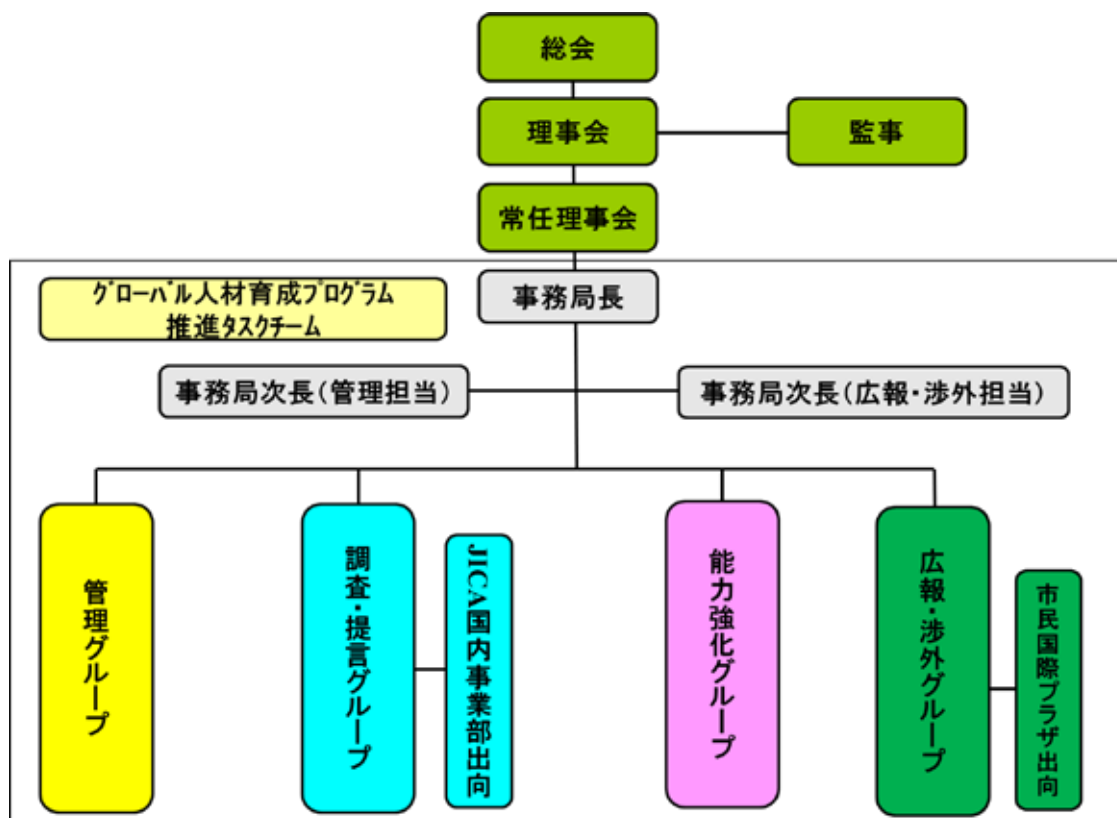 総会
理事会
監事
常任理事会
事務局長
ｸﾞﾛｰﾊﾞﾙ人材育成ﾌﾟﾛｸﾞﾗﾑ
推進ﾀｽｸﾁｰﾑ
事務局次長(管理担当)
事務局次長(広報・渉外担当)
管理グループ
調査・提言グループ
JICA国内事業部出向
能力強化グループ
広報・渉外グループ
市民国際プラザ出向